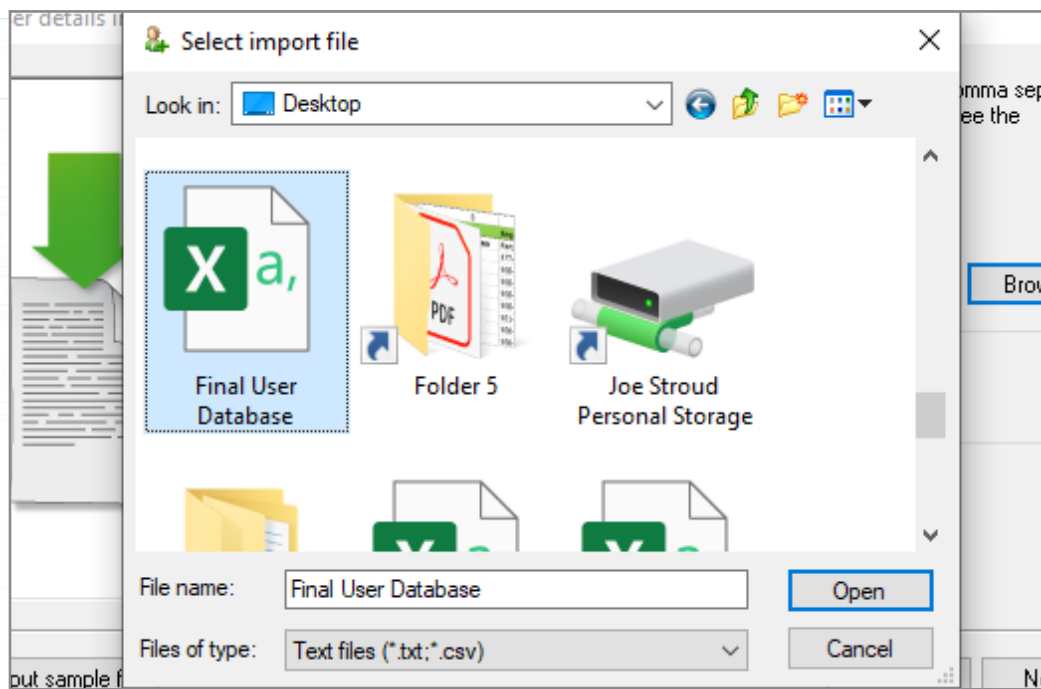 er details i
Select import file
Look in:
Desktop
omma sep
ee the
X a,
PDF
Final User
Database
Folder 5
Joe Stroud
Personal Storage
Brow
File name:
Final User Database
Open
Files of type:
Text files (*.txt;*.csv)
Cancel
put sample f
N